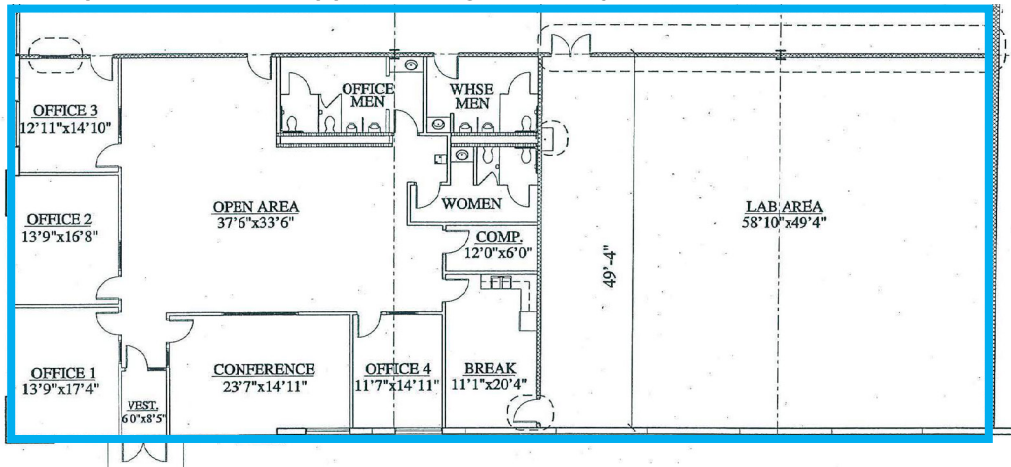 OFFICE 3
12'11"x14'10"
OFFICE
MEN
WHSE
MEN
OFFICE 2
13'9"x16'8"
OPEN AREA
37'6"x33'6"
WOMEN
LAB AREA
58'10"x49'4"
COMP.
12'0"x6'0"
49'-4"
OFFICE 1
13'9"x17'4"
VEST.
6'0"x8'5"
CONFERENCE
23'7"x14'11"
OFFICE 4
11'7"x14'11"
BREAK
11'1"x20'4"